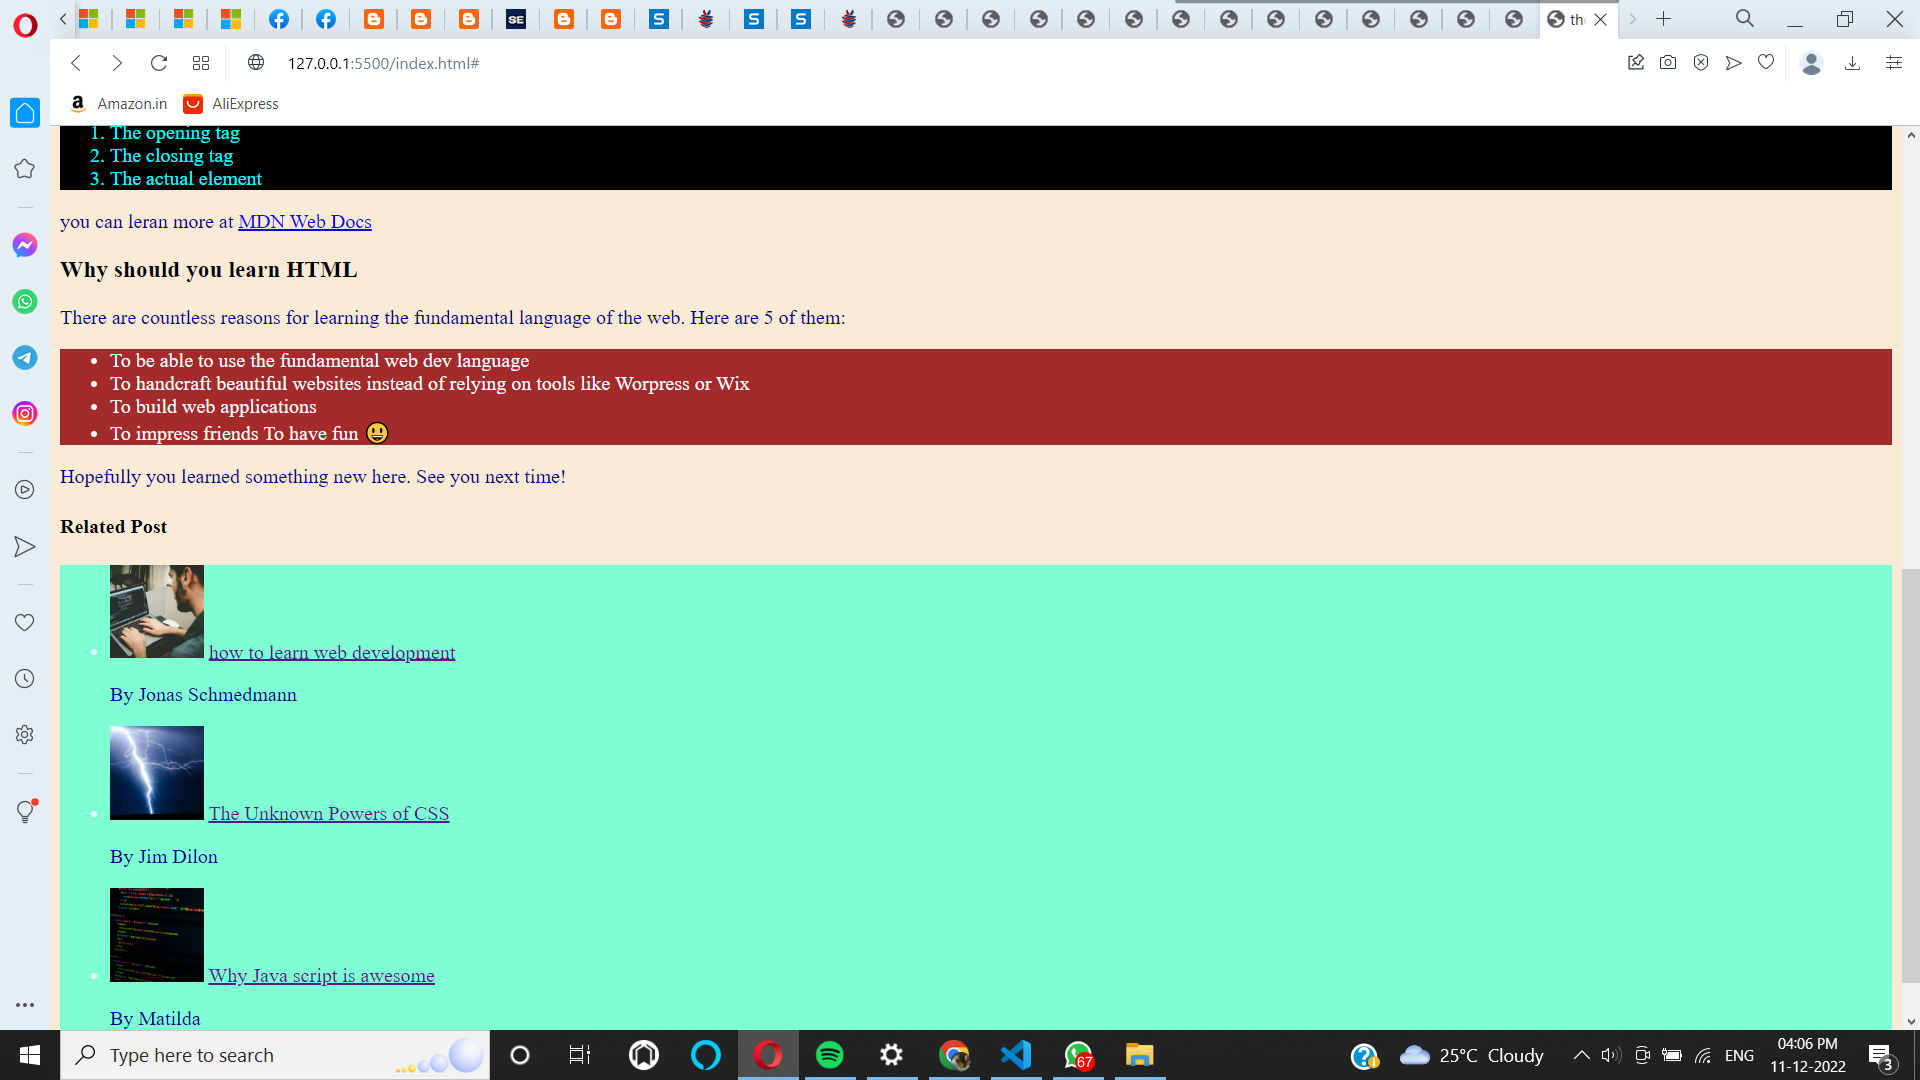 th
127.0.0.1:5500/index.html#
Amazon.in AliExpress
1. The opening tag
2. The closing tag
3. The actual element
you can leran more at MDN Web Docs
Why should you learn HTML
There are countless reasons for learning the fundamental language of the web. Here are 5 of them:
• To be able to use the fundamental web dev language
• To handcraft beautiful websites instead of relying on tools like Worpress or Wix
• To build web applications
• To impress friends To have fun 😃
Hopefully you learned something new here. See you next time!
Related Post
• how to learn web development
By Jonas Schmedmann
• The Unknown Powers of CSS
By Jim Dilon
• Why Java script is awesome
By Matilda
Type here to search
67
25°C Cloudy
ENG
04:06 PM
11-12-2022
3